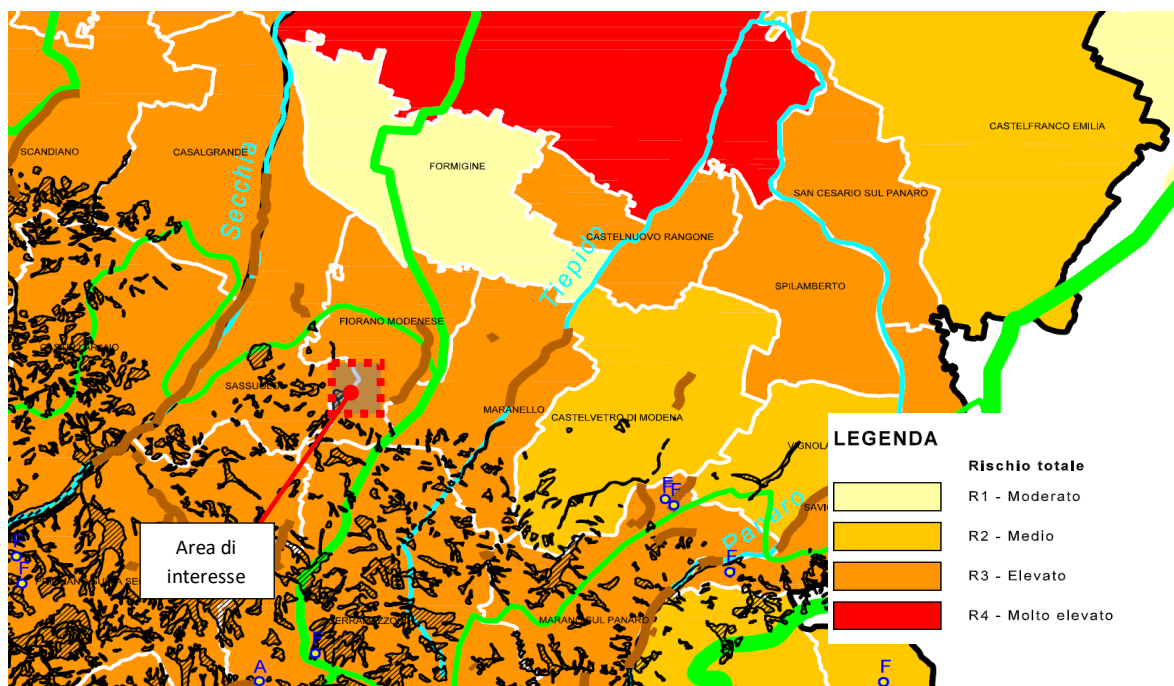 CASTELFRANCO EMILIA
SCANDIANO
CASALGRANDE
Secchia
FORMIGINE
SAN CESARIO SUL PANARO
CASTELNUOVO RANGONE
Tiepido
SPILAMBERTO
FIORANO MODENESE
SASSUOLO
MARANELLO
CASTELVETRO DI MODENA
VIGNOLA
LEGENDA
Rischio totale
R1 - Moderato
R2 - Medio
R3 - Elevato
R4 - Molto elevato
Panaro
SAVIG
F
F
F
F
F
Area di
interesse
MARANO SUL PANARO
F
A
F